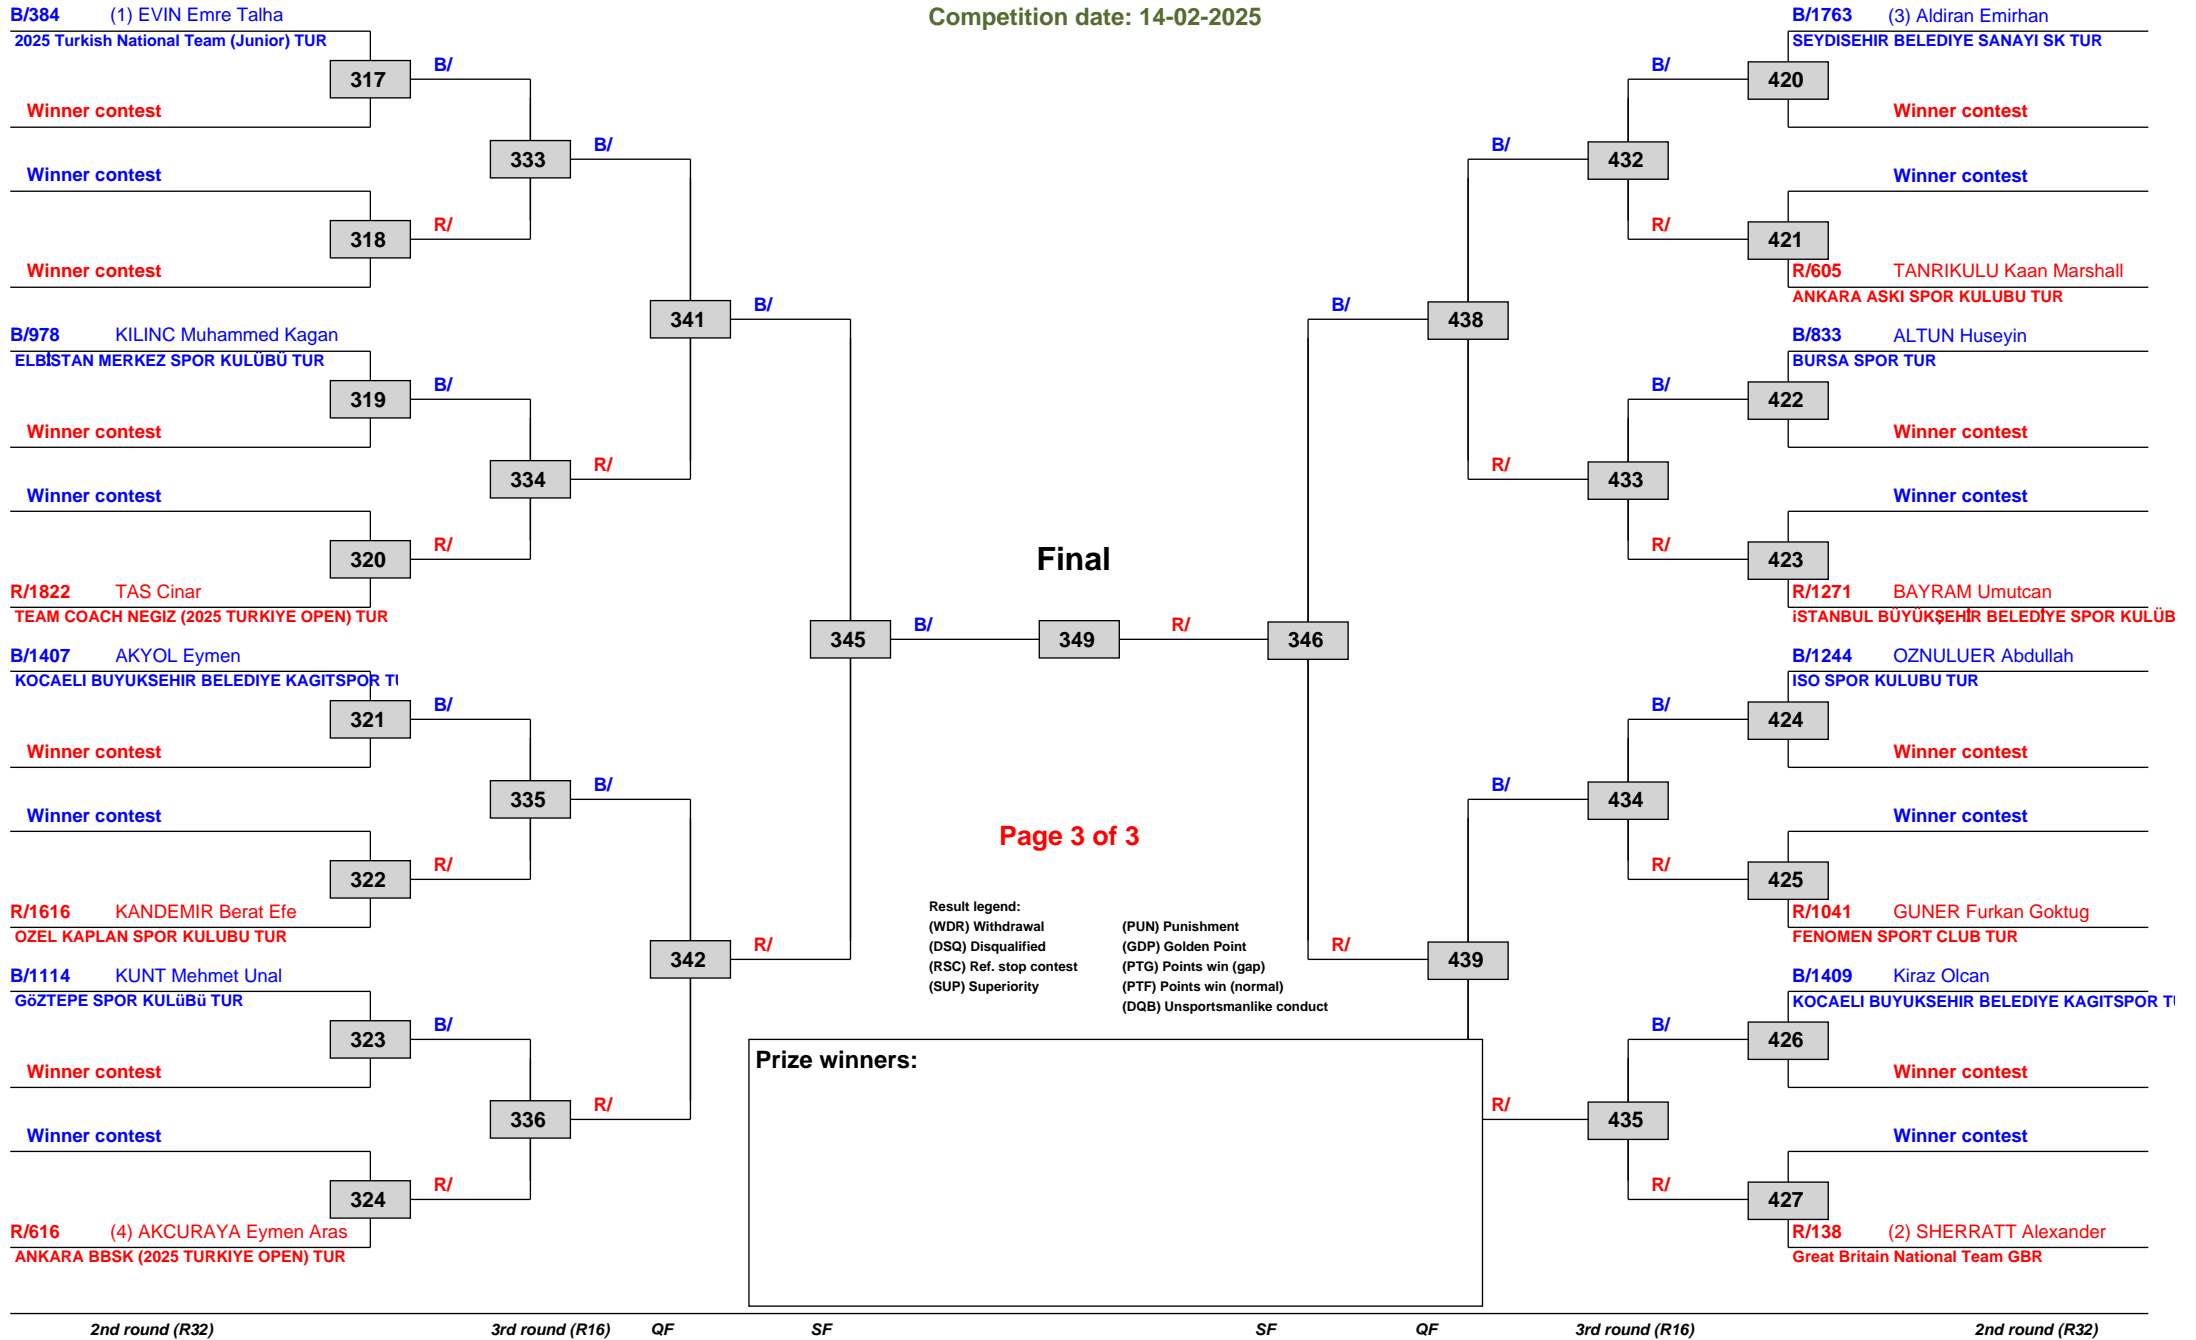 Competition date: 14-02-2025
B/384 (1) EVIN Emre Talha
2025 Turkish National Team (Junior) TUR
317
B/
Winner contest
333
B/
Winner contest
318
R/
Winner contest
341
B/
B/978 KILINC Muhammed Kagan
ELBİSTAN MERKEZ SPOR KULÜBÜ TUR
319
B/
Winner contest
334
R/
Winner contest
320
R/
R/1822 TAS Cinar
TEAM COACH NEGIZ (2025 TURKIYE OPEN) TUR
345
B/
B/1407 AKYOL Eymen
KOCAELI BUYUKSEHIR BELEDIYE KAGITSPOR TU
321
B/
Winner contest
335
B/
Winner contest
322
R/
R/1616 KANDEMIR Berat Efe
OZEL KAPLAN SPOR KULUBU TUR
342
R/
B/1114 KUNT Mehmet Unal
GöZTEPE SPOR KULüBü TUR
323
B/
Winner contest
336
R/
Winner contest
324
R/
R/616 (4) AKCURAYA Eymen Aras
ANKARA BBSK (2025 TURKIYE OPEN) TUR
Final
349
R/
346
Page 3 of 3
Result legend:
(WDR) Withdrawal (PUN) Punishment
(DSQ) Disqualified (GDP) Golden Point
(RSC) Ref. stop contest (PTG) Points win (gap)
(SUP) Superiority (PTF) Points win (normal)
(DQB) Unsportsmanlike conduct
Prize winners:
B/1763 (3) Aldiran Emirhan
SEYDISEHIR BELEDIYE SANAYI SK TUR
B/
420
Winner contest
B/
432
Winner contest
R/
421
R/605 TANRIKULU Kaan Marshall
ANKARA ASKI SPOR KULUBU TUR
B/
438
B/833 ALTUN Huseyin
BURSA SPOR TUR
B/
422
Winner contest
R/
433
Winner contest
R/
423
R/1271 BAYRAM Umutcan
iSTANBUL BÜYÜKŞEHİR BELEDİYE SPOR KULÜB
B/1244 OZNULUER Abdullah
ISO SPOR KULUBU TUR
B/
424
Winner contest
B/
434
Winner contest
R/
425
R/1041 GUNER Furkan Goktug
FENOMEN SPORT CLUB TUR
R/
439
B/1409 Kiraz Olcan
KOCAELI BUYUKSEHIR BELEDIYE KAGITSPOR TU
B/
426
Winner contest
R/
435
Winner contest
R/
427
R/138 (2) SHERRATT Alexander
Great Britain National Team GBR
2nd round (R32) 3rd round (R16) QF SF SF QF 3rd round (R16) 2nd round (R32)